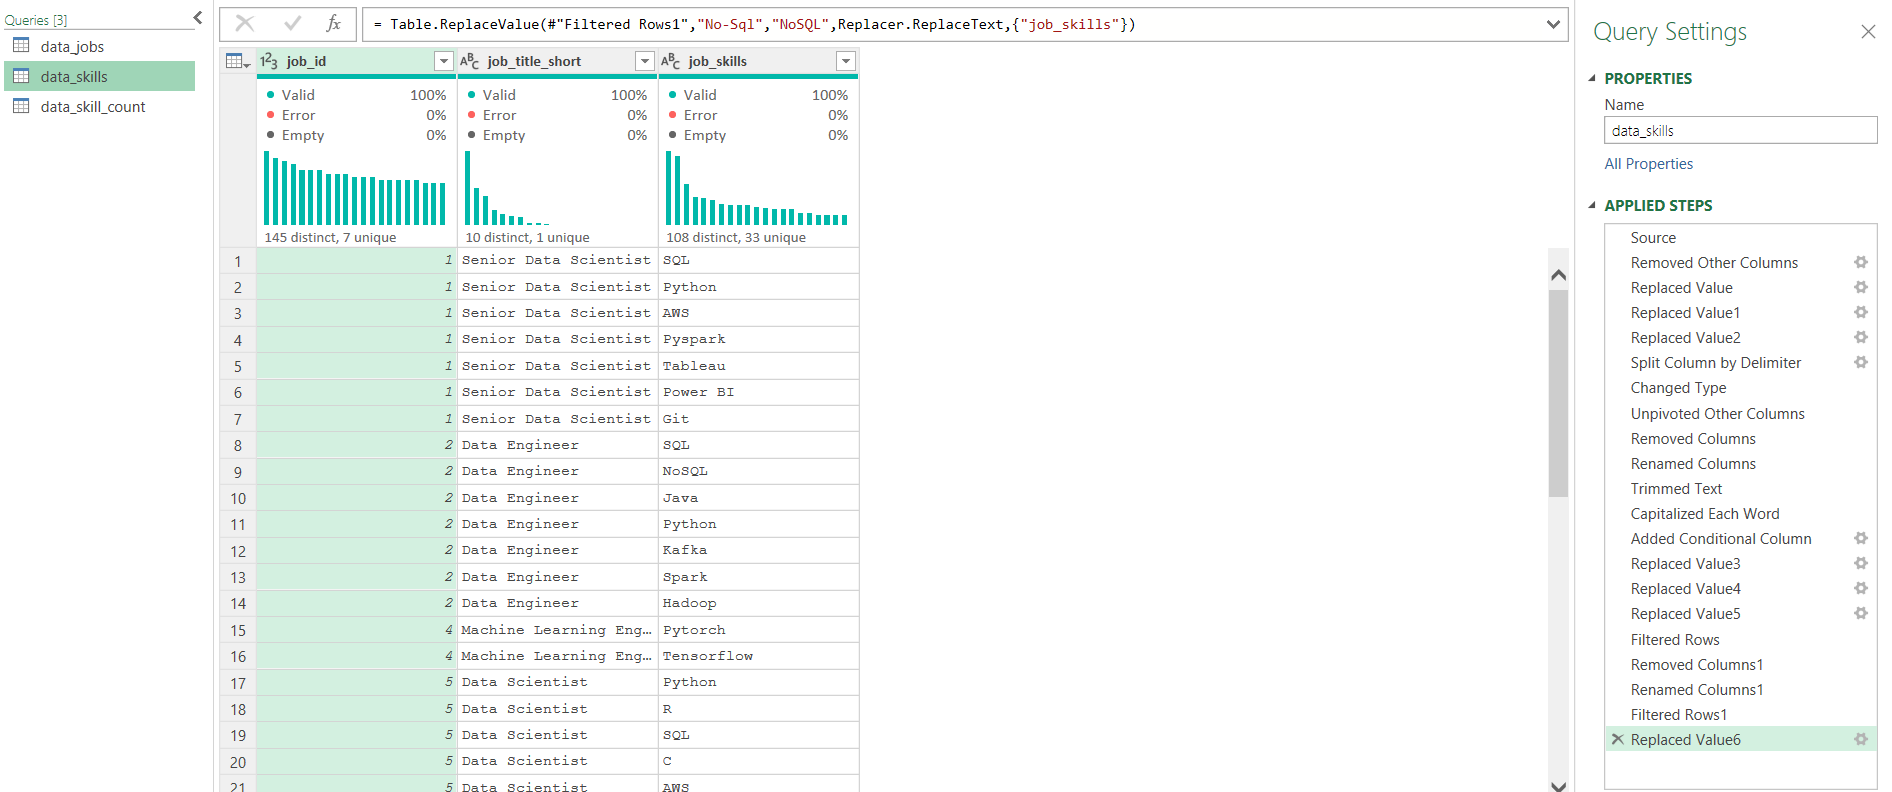 Queries [3]
data_jobs
data_skills
data_skill_count
fx
= Table.ReplaceValue(#"Filtered Rows1","No-Sql","NoSQL",Replacer.ReplaceText,{"job_skills"})
1²3 job_id ABC job_title_short ABC job_skills
Valid 100% Valid 100% Valid 100%
Error 0% Error 0% Error 0%
Empty 0% Empty 0% Empty 0%
145 distinct, 7 unique 10 distinct, 1 unique 108 distinct, 33 unique
1 1 Senior Data Scientist SQL
2 1 Senior Data Scientist Python
3 1 Senior Data Scientist AWS
4 1 Senior Data Scientist Pyspark
5 1 Senior Data Scientist Tableau
6 1 Senior Data Scientist Power BI
7 1 Senior Data Scientist Git
8 2 Data Engineer SQL
9 2 Data Engineer NoSQL
10 2 Data Engineer Java
11 2 Data Engineer Python
12 2 Data Engineer Kafka
13 2 Data Engineer Spark
14 2 Data Engineer Hadoop
15 4 Machine Learning Eng… Pytorch
16 4 Machine Learning Eng… Tensorflow
17 5 Data Scientist Python
18 5 Data Scientist R
19 5 Data Scientist SQL
20 5 Data Scientist C
21 5 Data Scientist AWS
Query Settings
PROPERTIES
Name
data_skills
All Properties
APPLIED STEPS
Source
Removed Other Columns
Replaced Value
Replaced Value1
Replaced Value2
Split Column by Delimiter
Changed Type
Unpivoted Other Columns
Removed Columns
Renamed Columns
Trimmed Text
Capitalized Each Word
Added Conditional Column
Replaced Value3
Replaced Value4
Replaced Value5
Filtered Rows
Removed Columns1
Renamed Columns1
Filtered Rows1
Replaced Value6